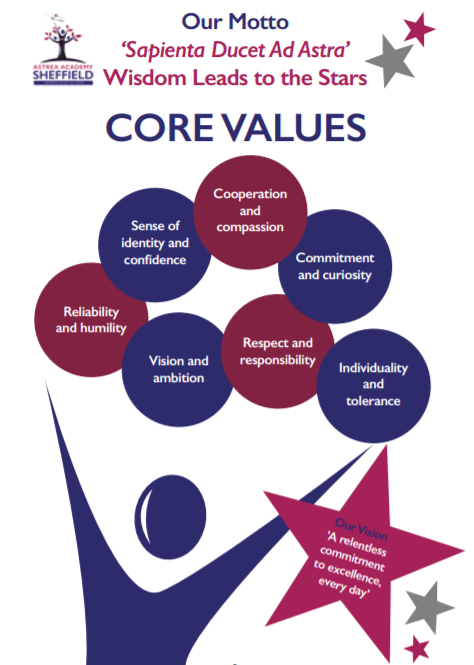 Our Motto
‘Sapienta Ducet Ad Astra’
Wisdom Leads to the Stars
ASTREA ACADEMY
SHEFFIELD
CORE VALUES
Cooperation
and
compassion
Sense of
identity and
confidence
Commitment
and curiosity
Reliability
and humility
Vision and
ambition
Respect and
responsibility
Individuality
and
tolerance
Our Vision
‘A relentless
commitment
to excellence,
every day’